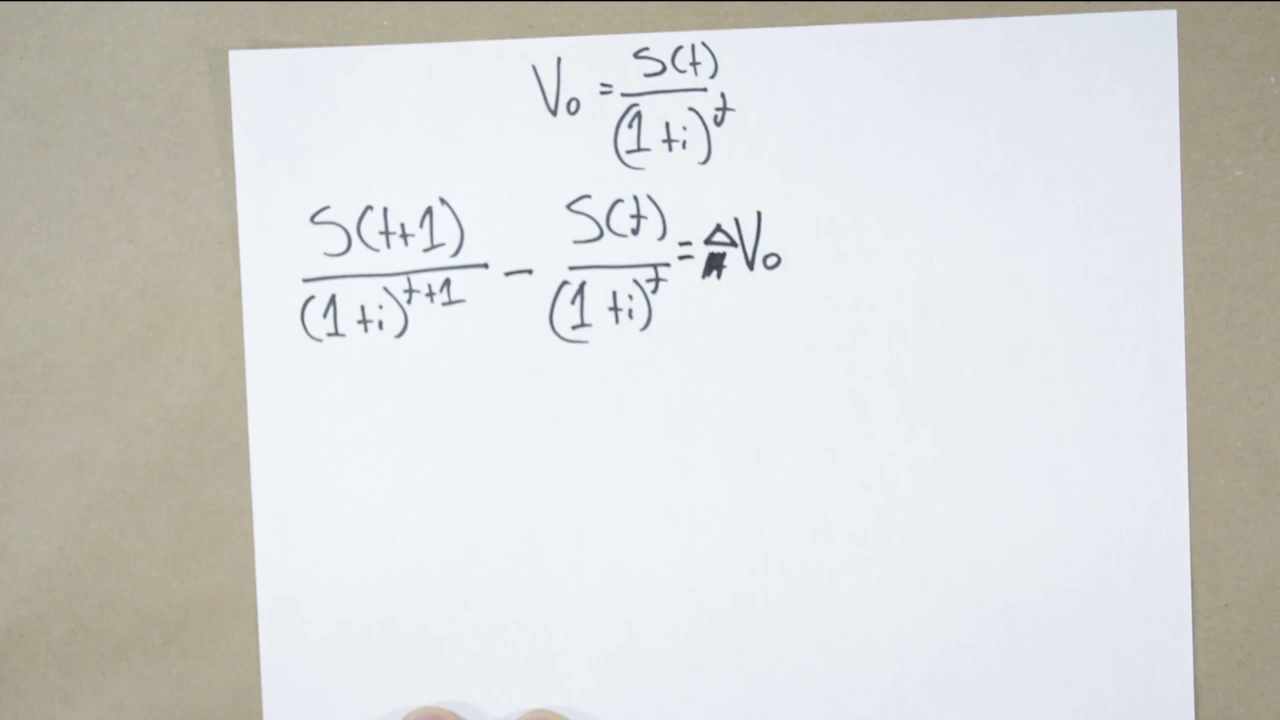 V₀ = S(t) / (1+i)^t
S(t+1) / (1+i)^(t+1) − S(t) / (1+i)^t = ΔV₀